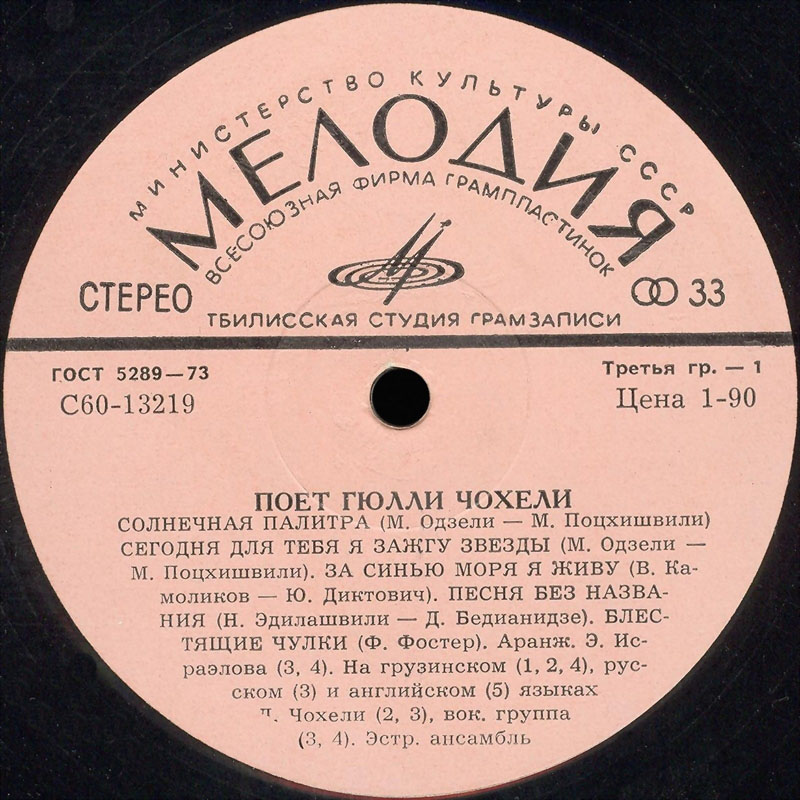 МИНИСТЕРСТВО КУЛЬТУРЫ СССР
МЕЛОДИЯ
ВСЕСОЮЗНАЯ ФИРМА ГРАМПЛАСТИНОК
СТЕРЕО
33
ТБИЛИССКАЯ СТУДИЯ ГРАМЗАПИСИ
ГОСТ 5289—73
Третья гр. — 1
С60-13219
Цена 1-90
ПОЕТ ГЮЛЛИ ЧОХЕЛИ
СОЛНЕЧНАЯ ПАЛИТРА (М. Одзели — М. Поцхишвили)
СЕГОДНЯ ДЛЯ ТЕБЯ Я ЗАЖГУ ЗВЕЗДЫ (М. Одзели —
М. Поцхишвили). ЗА СИНЬЮ МОРЯ Я ЖИВУ (В. Ка-
моликов — Ю. Диктович). ПЕСНЯ БЕЗ НАЗВА-
НИЯ (Н. Эдилашвили — Д. Бедианидзе). БЛЕС-
ТЯЩИЕ ЧУЛКИ (Ф. Фостер). Аранж. Э. Ис-
раэлова (3, 4). На грузинском (1, 2, 4), рус-
ском (3) и английском (5) языках
Чохели (2, 3), вок. группа
(3, 4). Эстр. ансамбль